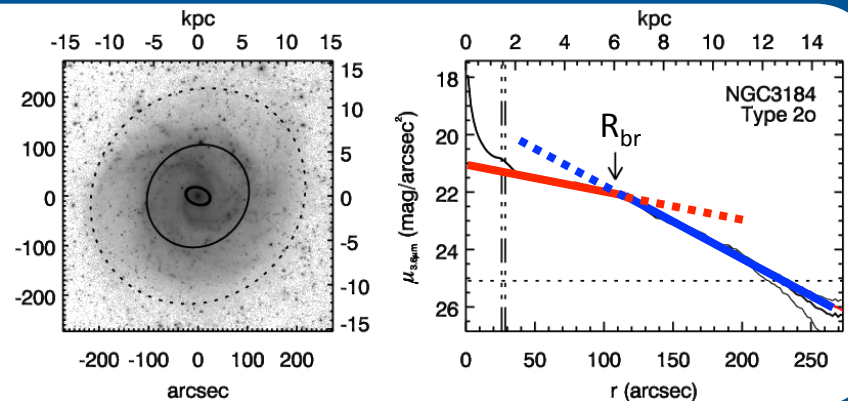 kpc
-15 -10 -5 0 5 10 15
200
100
0
-100
-200
15
10
5
0
-5
-10
-15
-200 -100 0 100 200
arcsec
kpc
0 2 4 6 8 10 12 14
18
20
22
24
26
μ3.6μm (mag/arcsec²)
NGC3184
Type 2o
Rbr
0 50 100 150 200 250
r (arcsec)